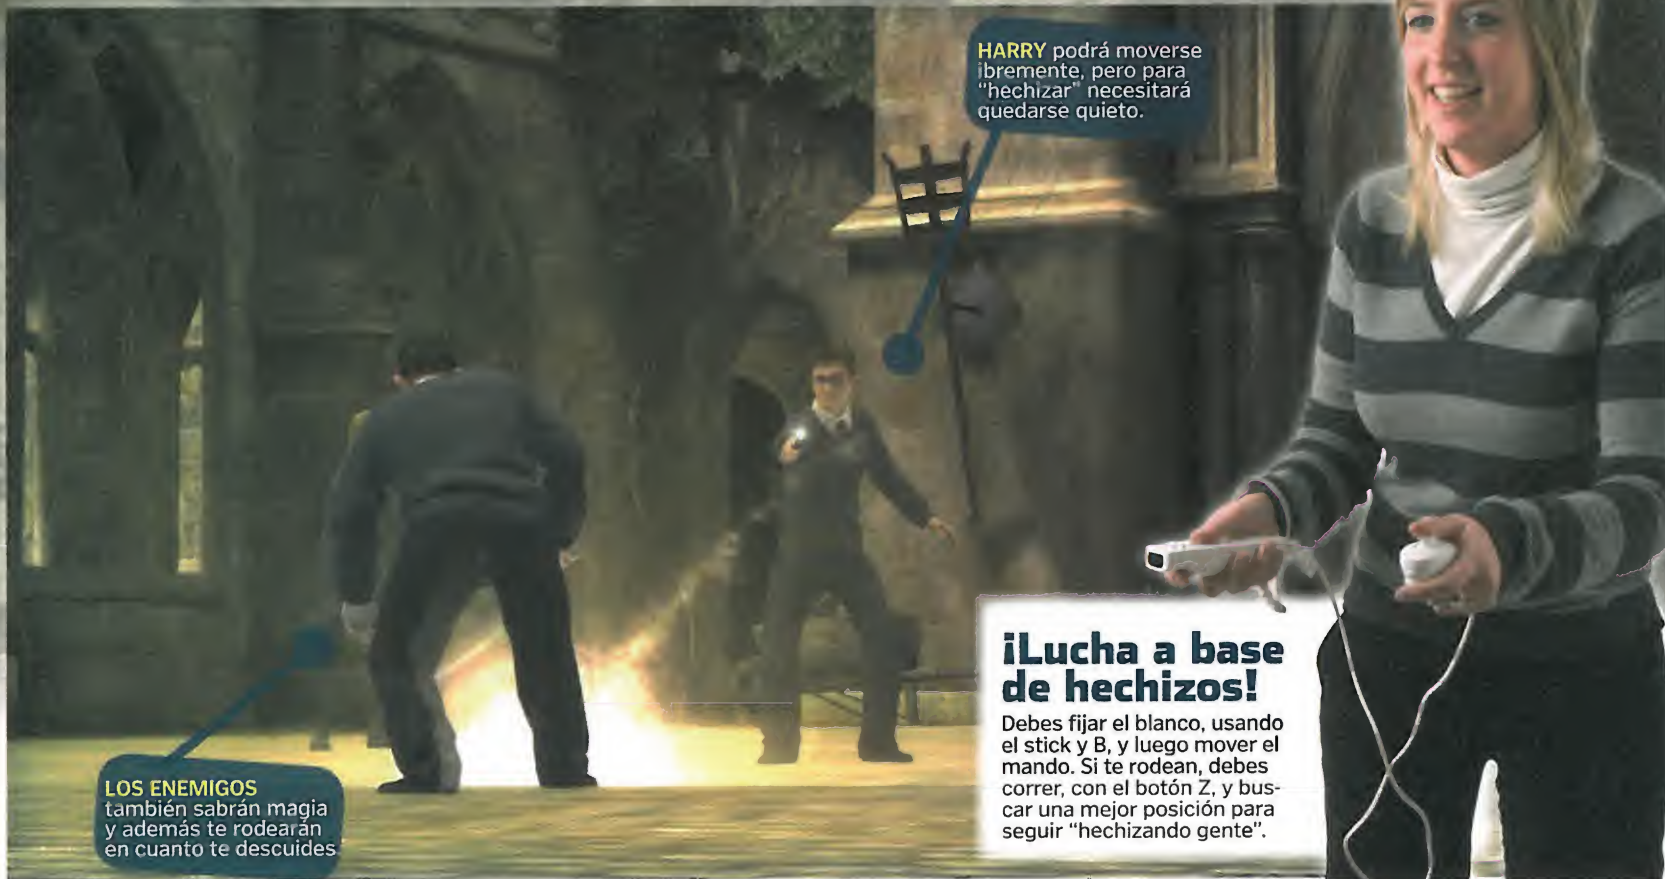 HARRY podrá moverse
ibremente, pero para
"hechizar" necesitará
quedarse quieto.
LOS ENEMIGOS
también sabrán magia
y además te rodearán
en cuanto te descuides
¡Lucha a base
de hechizos!
Debes fijar el blanco, usando
el stick y B, y luego mover el
mando. Si te rodean, debes
correr, con el botón Z, y bus-
car una mejor posición para
seguir "hechizando gente".